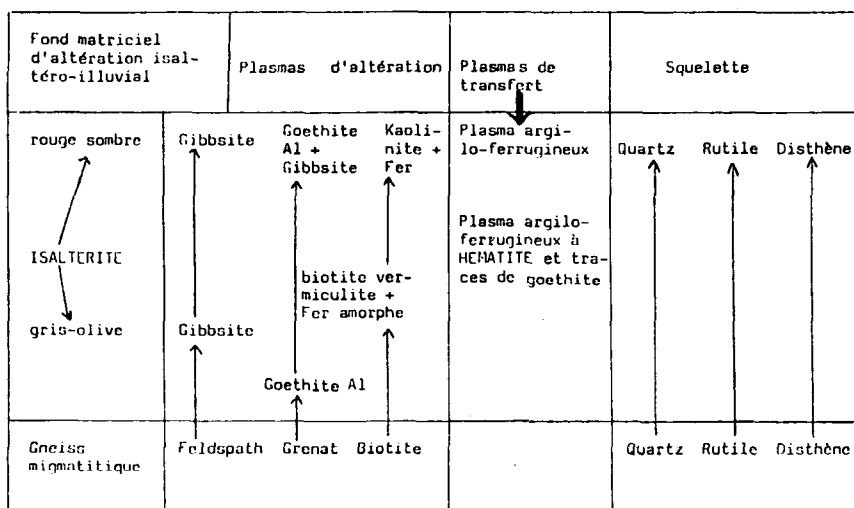 Fond matriciel
d'altération isal-
téro-illuvial
Plasmas d'altération
Plasmas de
transfert
Squelette
rouge sombre
ISALTERITE
gris-olive
Gibbsite
Gibbsite
Goethite
Al +
Gibbsite
Kaoli-
nite +
Fer
biotite ver-
miculite +
Fer amorphe
Goethite Al
Plasma argi-
lo-ferrugineux
Plasma argilo-
ferrugineux à
HEMATITE et tra-
ces de goethite
Quartz Rutile Disthène
Gneiss
migmatitique
Feldspath Grenat Biotite
Quartz Rutile Disthène